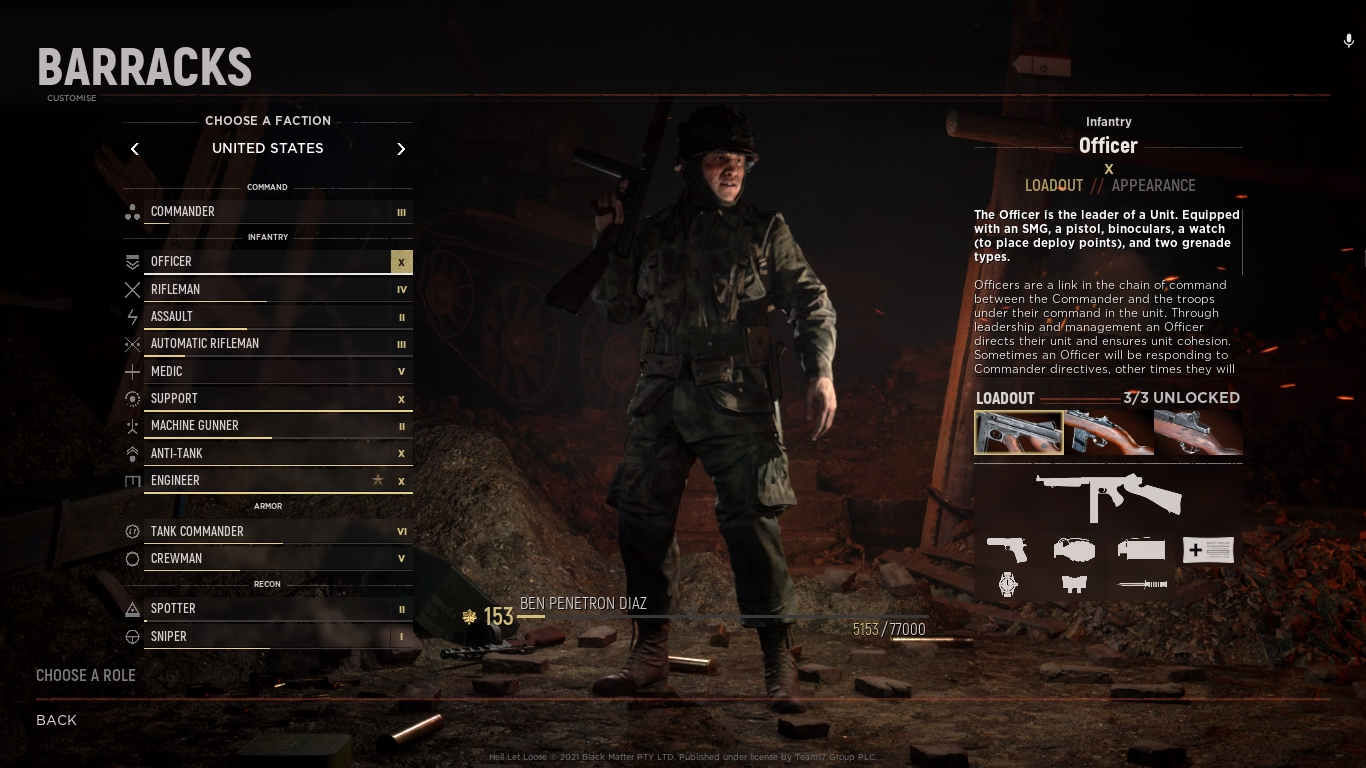 BARRACKS
CUSTOMISE
CHOOSE A FACTION
UNITED STATES
COMMAND
COMMANDER III
INFANTRY
OFFICER X
RIFLEMAN IV
ASSAULT II
AUTOMATIC RIFLEMAN III
MEDIC V
SUPPORT X
MACHINE GUNNER II
ANTI-TANK X
ENGINEER X
ARMOR
TANK COMMANDER VI
CREWMAN V
RECON
SPOTTER II
SNIPER I
CHOOSE A ROLE
BACK
153 BEN PENETRON DIAZ
5153/77000
Infantry
Officer
X
LOADOUT // APPEARANCE
The Officer is the leader of a Unit. Equipped
with an SMG, a pistol, binoculars, a watch
(to place deploy points), and two grenade
types.
Officers are a link in the chain of command
between the Commander and the troops
under their command in the unit. Through
leadership and management an Officer
directs their unit and ensures unit cohesion.
Sometimes an Officer will be responding to
Commander directives, other times they will
LOADOUT 3/3 UNLOCKED
Hell Let Loose © 2021 Black Matter PTY LTD. Published under license by Team17 Group PLC.